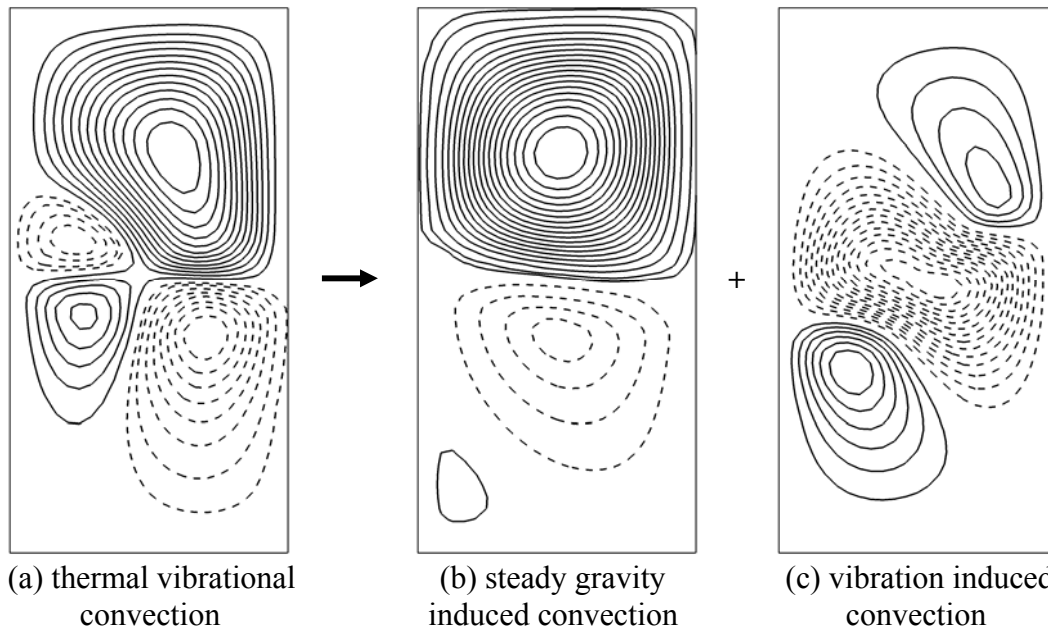 +
(a) thermal vibrational
convection
(b) steady gravity
induced convection
(c) vibration induced
convection